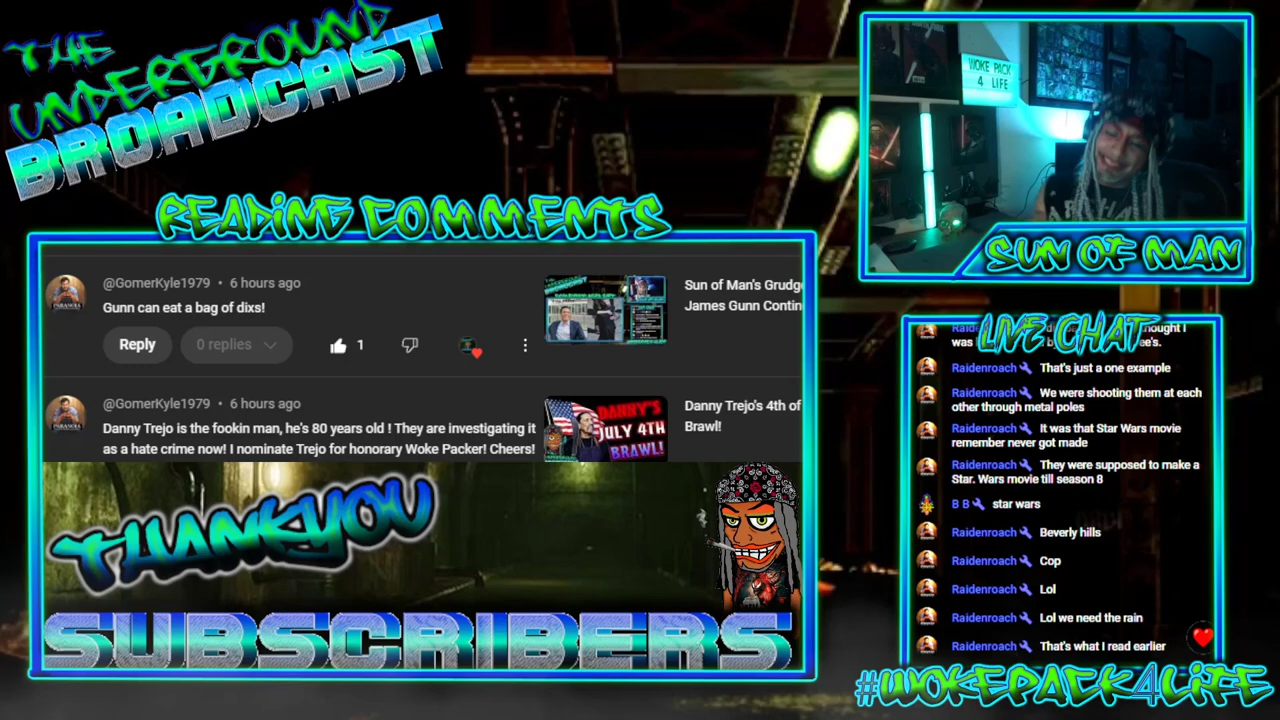 THE
UNDERGROUND
BROADCAST
READING COMMENTS
@GomerKyle1979 • 6 hours ago
Gunn can eat a bag of dixs!
Reply
0 replies
1
Sun of Man's Grudg
James Gunn Contin
@GomerKyle1979 • 6 hours ago
Danny Trejo is the fookin man, he's 80 years old ! They are investigating it
as a hate crime now! I nominate Trejo for honorary Woke Packer! Cheers!
DANNY'S
JULY 4TH
BRAWL!
Danny Trejo's 4th of
Brawl!
THANKYOU
SUBSCRIBERS
WOKE PACK
4 LIFE
SUN OF MAN
LIVE CHAT
was
Raidenroach That's just a one example
Raidenroach We were shooting them at each
other through metal poles
Raidenroach It was that Star Wars movie
remember never got made
Raidenroach They were supposed to make a
Star. Wars movie till season 8
B B star wars
Raidenroach Beverly hills
Raidenroach Cop
Raidenroach Lol
Raidenroach Lol we need the rain
Raidenroach That's what I read earlier
#WOKEPACK4LIFE